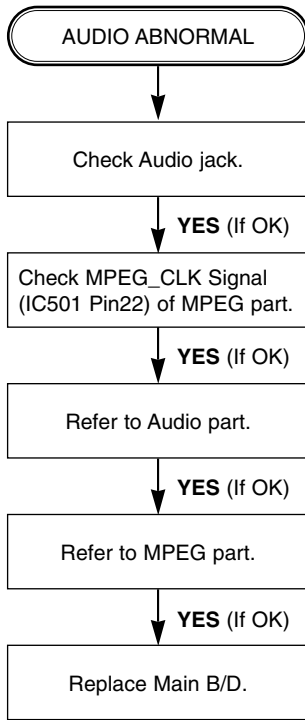 AUDIO ABNORMAL
Check Audio jack.
YES (If OK)
Check MPEG_CLK Signal
(IC501 Pin22) of MPEG part.
YES (If OK)
Refer to Audio part.
YES (If OK)
Refer to MPEG part.
YES (If OK)
Replace Main B/D.